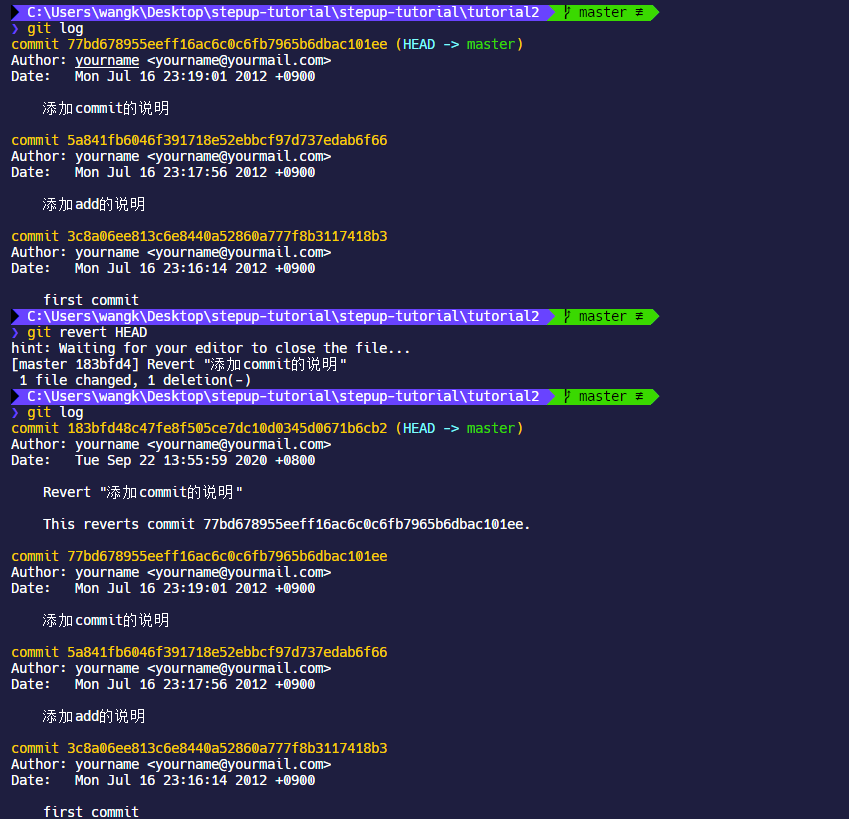 C:\Users\wangk\Desktop\stepup-tutorial\stepup-tutorial\tutorial2 master ≢
❯ git log
commit 77bd678955eeff16ac6c0c6fb7965b6dbac101ee (HEAD -> master)
Author: yourname <yourname@yourmail.com>
Date:   Mon Jul 16 23:19:01 2012 +0900
添加commit的说明
commit 5a841fb6046f391718e52ebbcf97d737edab6f66
Author: yourname <yourname@yourmail.com>
Date:   Mon Jul 16 23:17:56 2012 +0900
添加add的说明
commit 3c8a06ee813c6e8440a52860a777f8b3117418b3
Author: yourname <yourname@yourmail.com>
Date:   Mon Jul 16 23:16:14 2012 +0900
first commit
C:\Users\wangk\Desktop\stepup-tutorial\stepup-tutorial\tutorial2 master ≢
❯ git revert HEAD
hint: Waiting for your editor to close the file...
[master 183bfd4] Revert "添加commit的说明"
1 file changed, 1 deletion(-)
C:\Users\wangk\Desktop\stepup-tutorial\stepup-tutorial\tutorial2 master ≢
❯ git log
commit 183bfd48c47fe8f505ce7dc10d0345d0671b6cb2 (HEAD -> master)
Author: yourname <yourname@yourmail.com>
Date:   Tue Sep 22 13:55:59 2020 +0800
Revert "添加commit的说明"
This reverts commit 77bd678955eeff16ac6c0c6fb7965b6dbac101ee.
commit 77bd678955eeff16ac6c0c6fb7965b6dbac101ee
Author: yourname <yourname@yourmail.com>
Date:   Mon Jul 16 23:19:01 2012 +0900
添加commit的说明
commit 5a841fb6046f391718e52ebbcf97d737edab6f66
Author: yourname <yourname@yourmail.com>
Date:   Mon Jul 16 23:17:56 2012 +0900
添加add的说明
commit 3c8a06ee813c6e8440a52860a777f8b3117418b3
Author: yourname <yourname@yourmail.com>
Date:   Mon Jul 16 23:16:14 2012 +0900
first commit